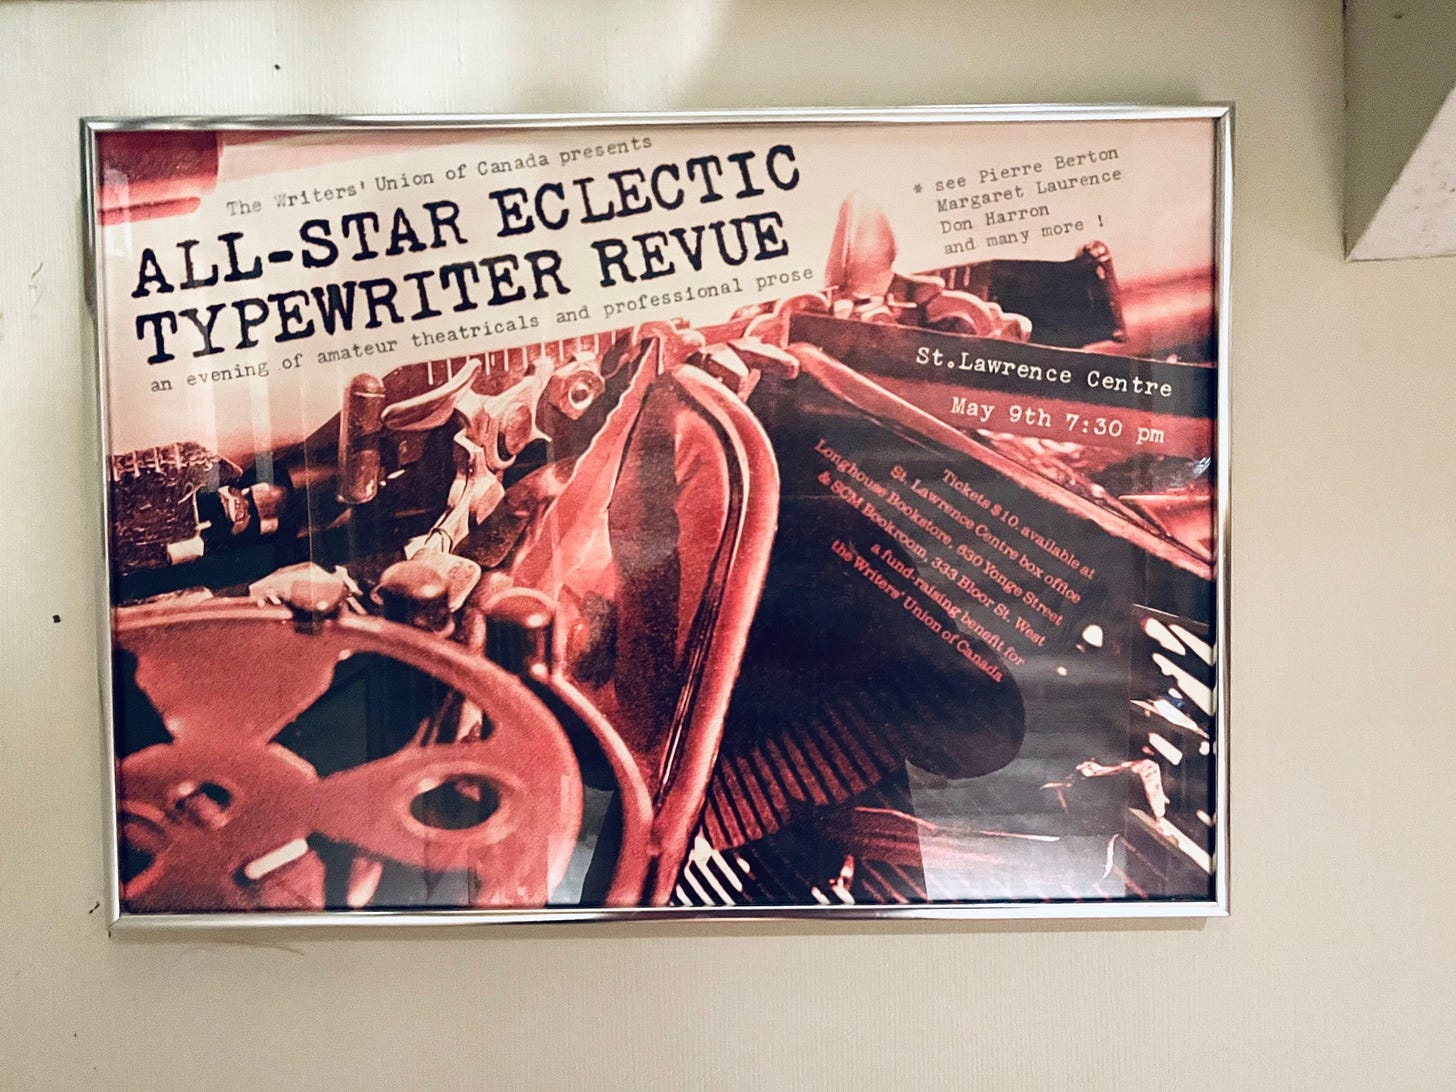 The Writers' Union of Canada presents
ALL-STAR ECLECTIC
TYPEWRITER REVUE
an evening of amateur theatricals and professional prose
* see Pierre Berton
Margaret Laurence
Don Harron
and many more !
St.Lawrence Centre
May 9th 7:30 pm
Tickets $10. available at
St. Lawrence Centre box office
Longhouse Bookstore, 630 Yonge Street
& SCM Bookroom, 333 Bloor St. West
a fund-raising benefit for
the Writers' Union of Canada